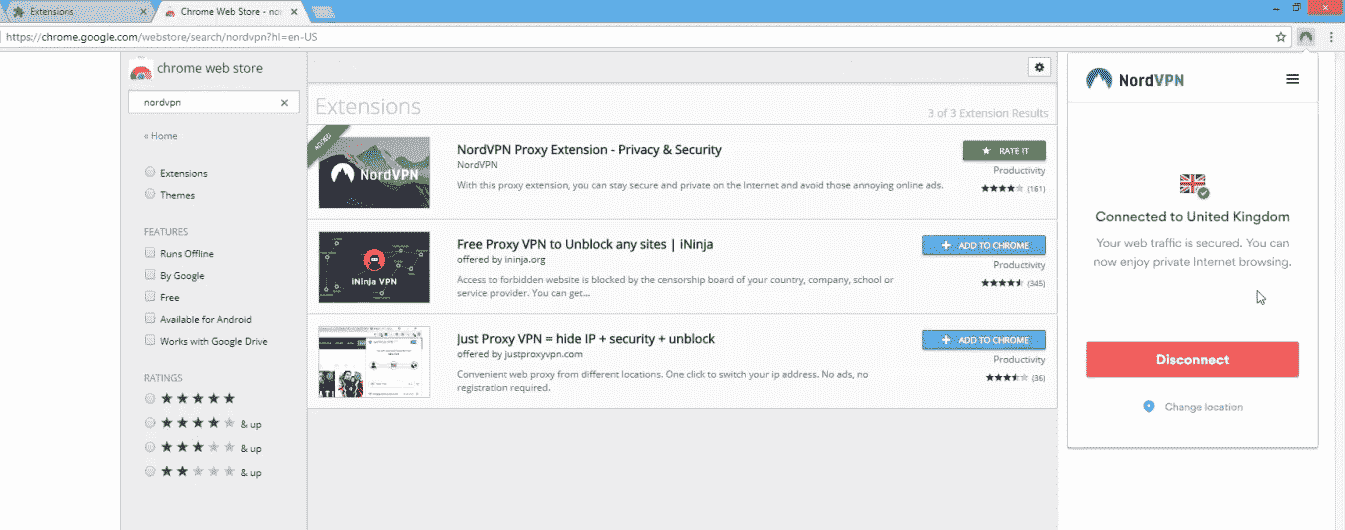 Extensions
Chrome Web Store - nor
https://chrome.google.com/webstore/search/nordvpn?hl=en-US
chrome web store
nordvpn
« Home
Extensions
Themes
FEATURES
Runs Offline
By Google
Free
Available for Android
Works with Google Drive
RATINGS
& up
& up
& up
Extensions
3 of 3 Extension Results
ADDED
NordVPN
NordVPN Proxy Extension - Privacy & Security
NordVPN
With this proxy extension, you can stay secure and private on the Internet and avoid those annoying online ads.
RATE IT
Productivity
(161)
iNinja VPN
Free Proxy VPN to Unblock any sites | iNinja
offered by ininja.org
Access to forbidden website is blocked by the censorship board of your country, company, school or
service provider. You can get...
ADD TO CHROME
Productivity
(345)
Just Proxy VPN = hide IP + security + unblock
offered by justproxyvpn.com
Convenient web proxy from different locations. One click to switch your ip address. No ads, no
registration required.
ADD TO CHROME
Productivity
(36)
NordVPN
Connected to United Kingdom
Your web traffic is secured. You can
now enjoy private Internet browsing.
Disconnect
Change location